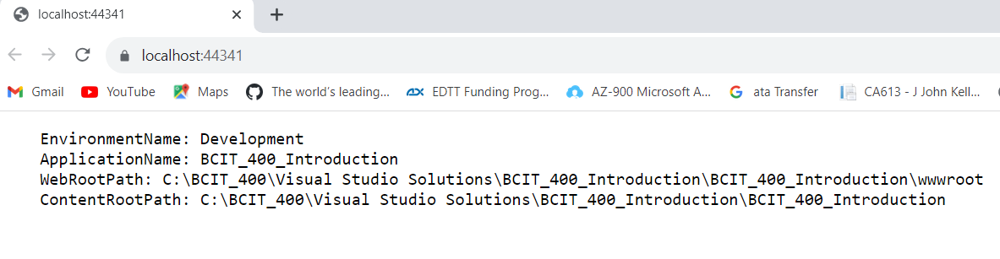 localhost:44341
localhost:44341
Gmail YouTube Maps The world's leading... EDTT Funding Prog... AZ-900 Microsoft A... ata Transfer CA613 - J John Kell...
EnvironmentName: Development
ApplicationName: BCIT_400_Introduction
WebRootPath: C:\BCIT_400\Visual Studio Solutions\BCIT_400_Introduction\BCIT_400_Introduction\wwwroot
ContentRootPath: C:\BCIT_400\Visual Studio Solutions\BCIT_400_Introduction\BCIT_400_Introduction